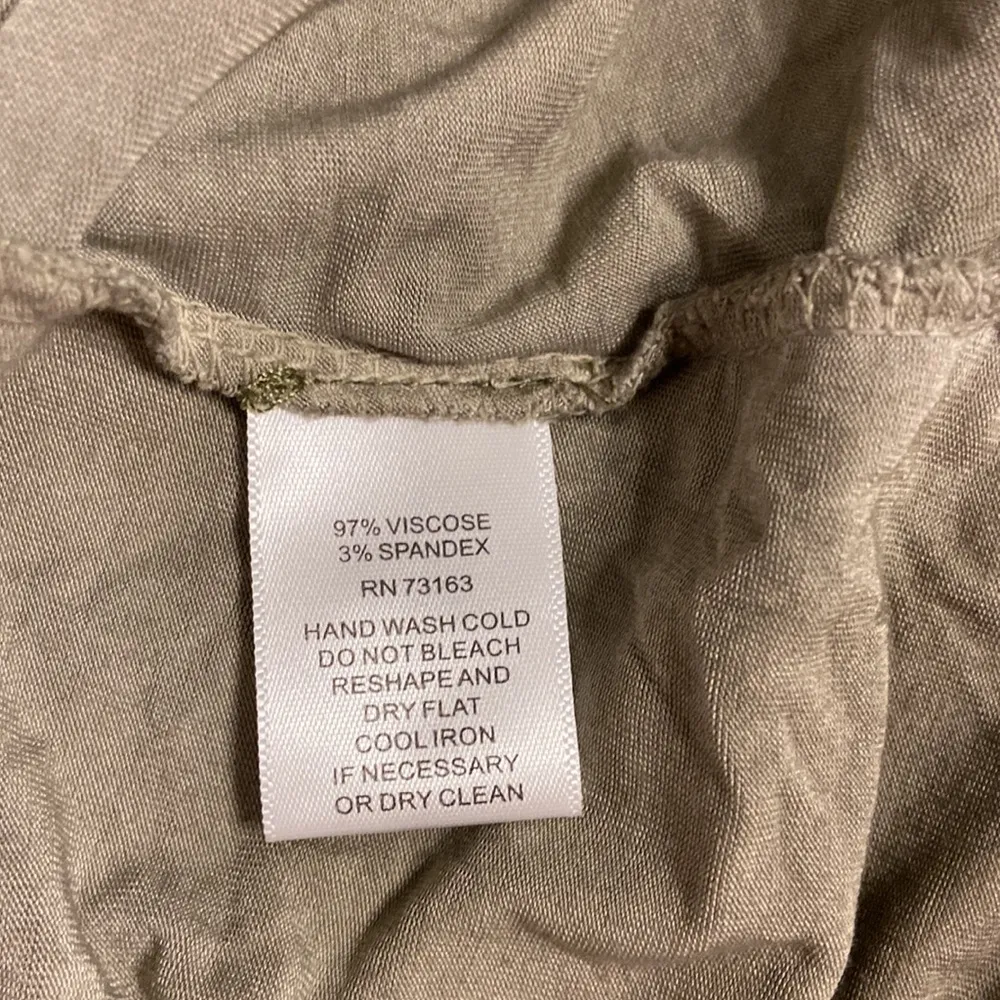 97% VISCOSE
3% SPANDEX
RN 73163
HAND WASH COLD
DO NOT BLEACH
RESHAPE AND
DRY FLAT
COOL IRON
IF NECESSARY
OR DRY CLEAN